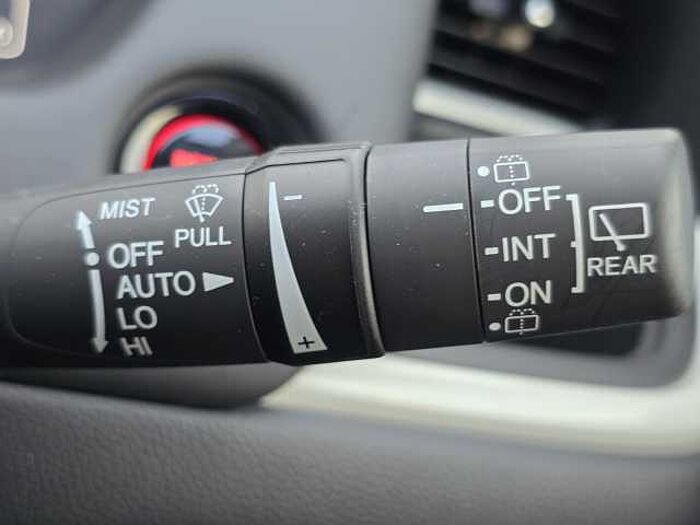 MIST
PULL
OFF
AUTO
LO
HI
−
+
OFF
INT
ON
REAR